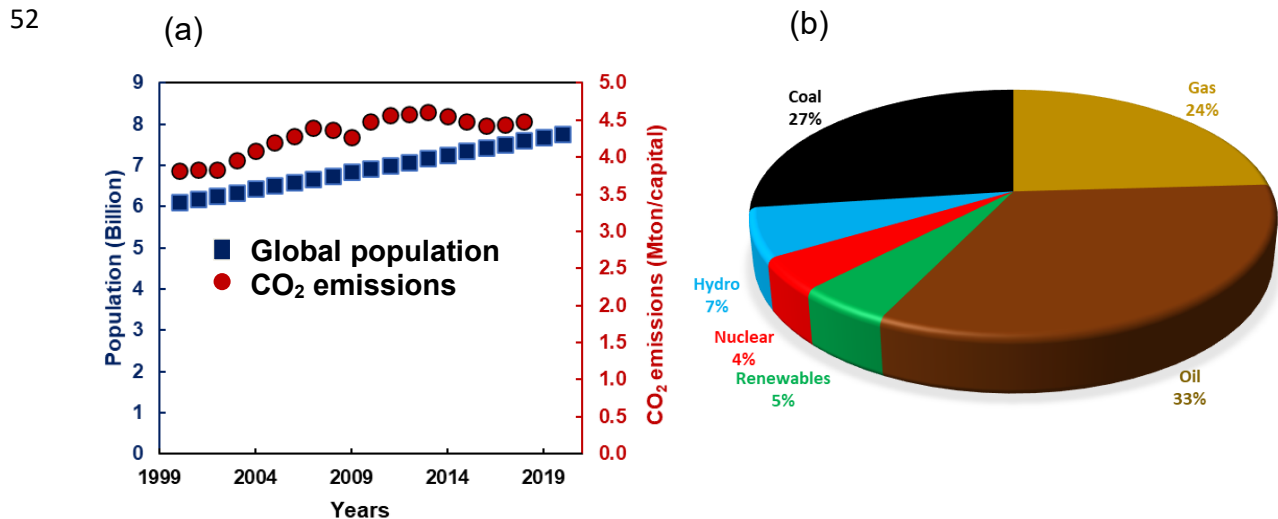 52
(a)
(b)
9
8
7
6
5
4
3
2
1
0
Population (Billion)
5.0
4.5
4.0
3.5
3.0
2.5
2.0
1.5
1.0
0.5
0.0
CO₂ emissions (Mton/capital)
Global population
CO₂ emissions
1999
2004
2009
2014
2019
Years
Coal
27%
Gas
24%
Hydro
7%
Nuclear
4%
Renewables
5%
Oil
33%